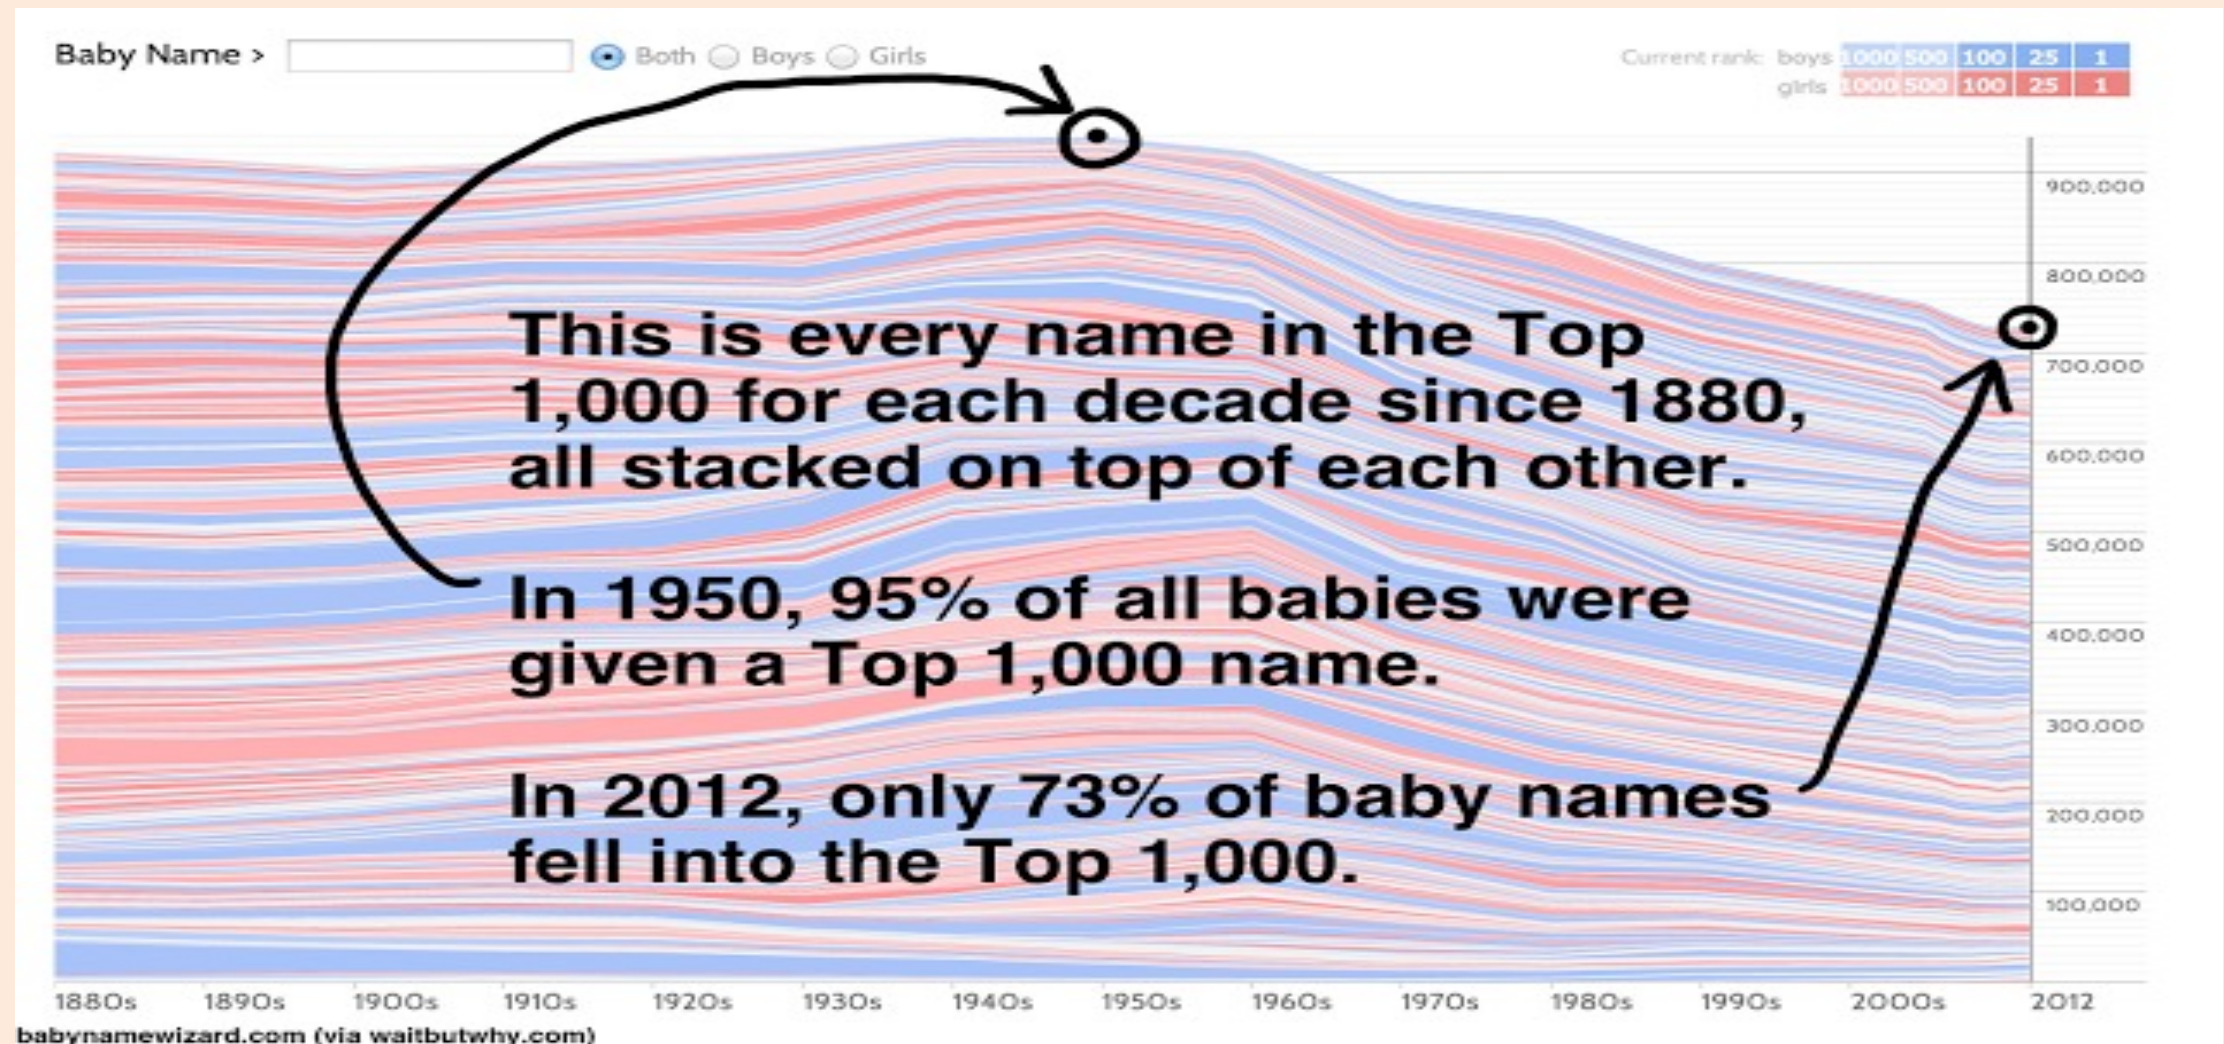 Baby Name >
Both Boys Girls
Current rank: boys 1000 500 100 25 1
girls 1000 500 100 25 1
This is every name in the Top
1,000 for each decade since 1880,
all stacked on top of each other.
In 1950, 95% of all babies were
given a Top 1,000 name.
In 2012, only 73% of baby names
fell into the Top 1,000.
900,000
800,000
700,000
600,000
500,000
400,000
300,000
200,000
100,000
1880s 1890s 1900s 1910s 1920s 1930s 1940s 1950s 1960s 1970s 1980s 1990s 2000s 2012
babynamewizard.com (via waitbutwhy.com)